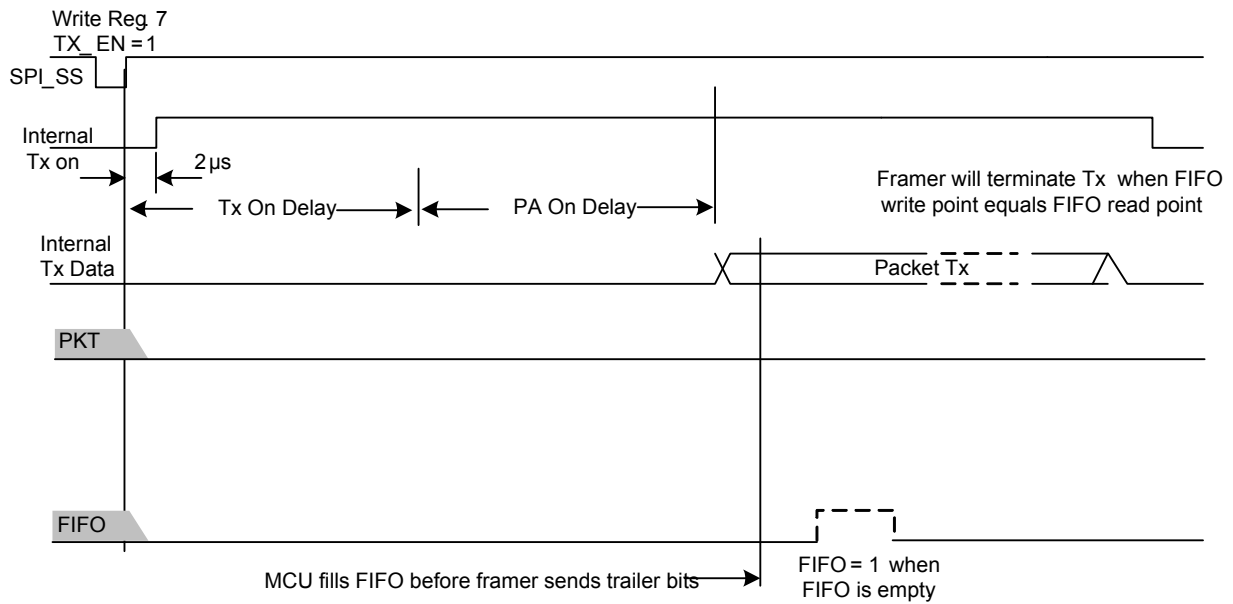 Write Reg. 7
TX_ EN = 1
SPI_SS
Internal
Tx on
2 µs
Framer will terminate Tx when FIFO
write point equals FIFO read point
Tx On Delay
PA On Delay
Internal
Tx Data
Packet Tx
PKT
FIFO
MCU fills FIFO before framer sends trailer bits
FIFO = 1 when
FIFO is empty